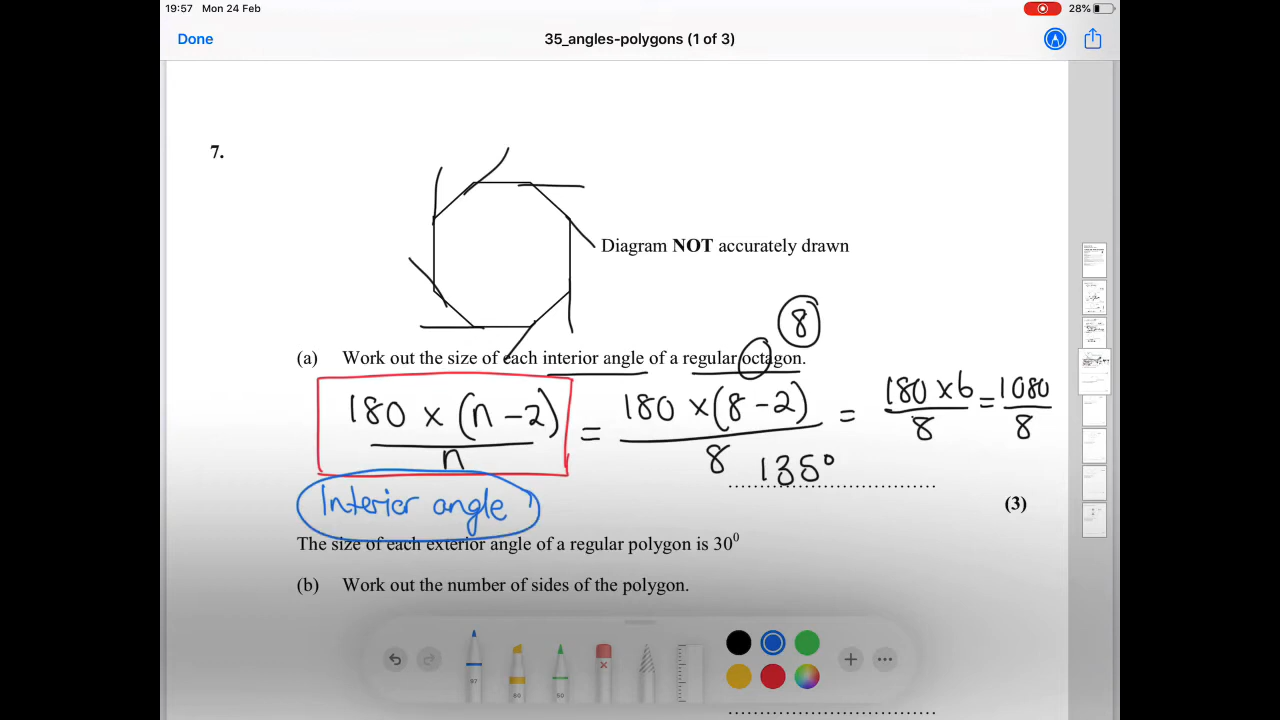 19:57 Mon 24 Feb
28%
Done
35_angles-polygons (1 of 3)
7.
Diagram NOT accurately drawn
8
(a) Work out the size of each interior angle of a regular octagon.
180 × (n − 2) / n = 180 × (8 − 2) / 8 = 180 × 6 / 8 = 1080 / 8
135°
(3)
Interior angle
The size of each exterior angle of a regular polygon is 30⁰
(b) Work out the number of sides of the polygon.
97 80 50